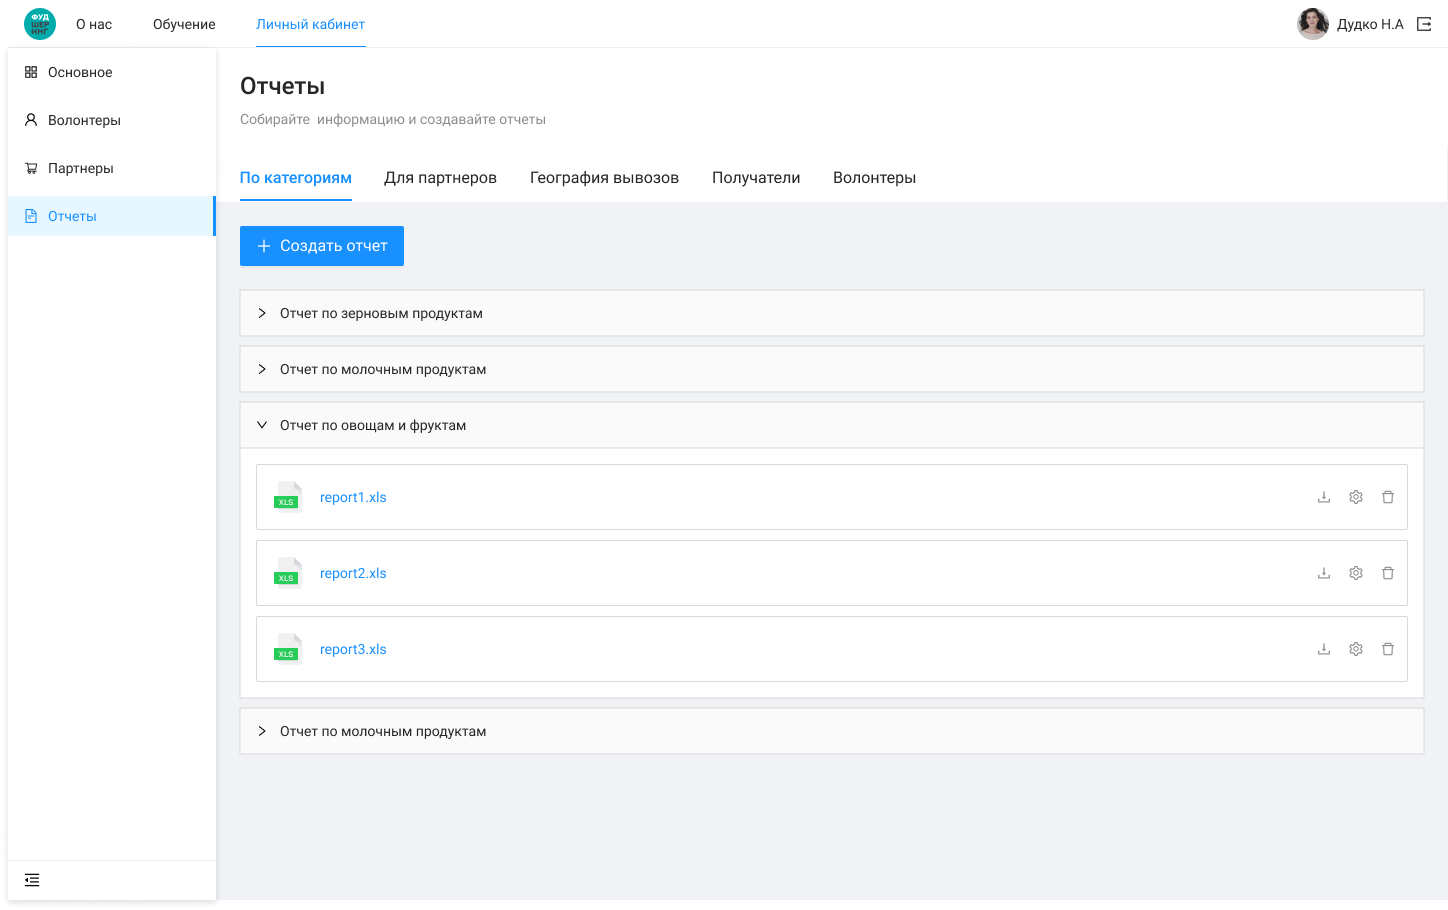 ФУД
ШЕР
ИНГ
О нас
Обучение
Личный кабинет
Дудко Н.А
Основное
Волонтеры
Партнеры
Отчеты
Отчеты
Собирайте  информацию и создавайте отчеты
По категориям
Для партнеров
География вывозов
Получатели
Волонтеры
Создать отчет
Отчет по зерновым продуктам
Отчет по молочным продуктам
Отчет по овощам и фруктам
XLS
report1.xls
XLS
report2.xls
XLS
report3.xls
Отчет по молочным продуктам